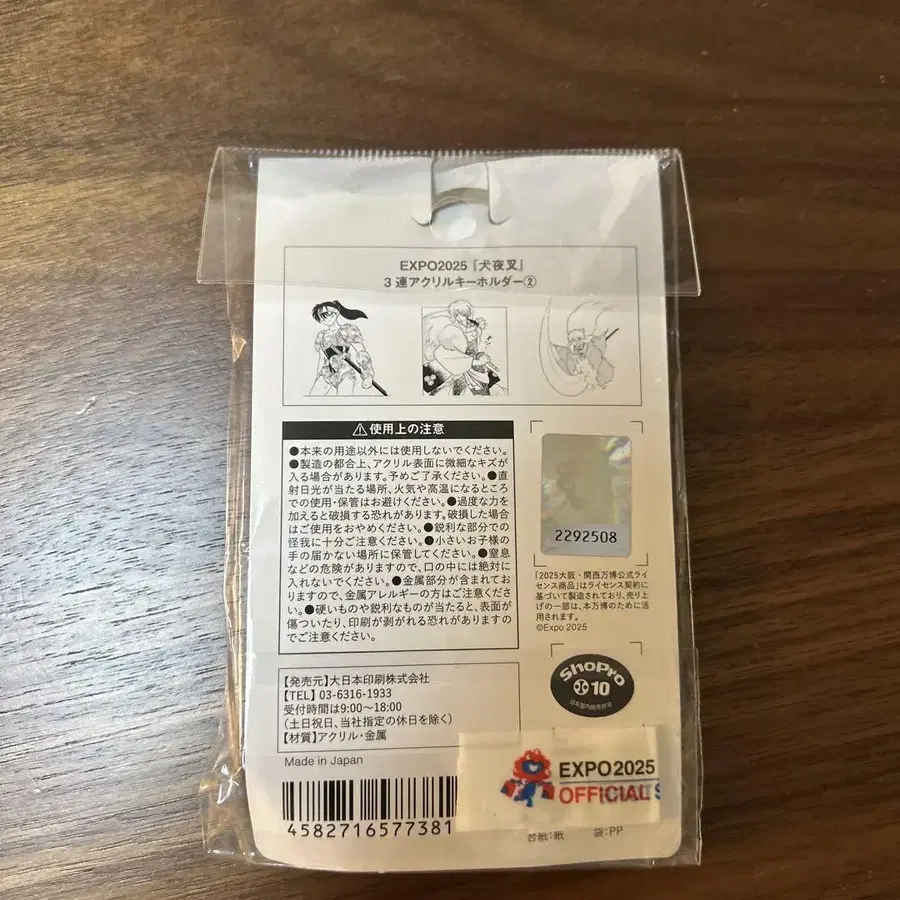 EXPO2025『犬夜叉』
3連アクリルキーホルダー②
⚠使用上の注意
●本来の用途以外には使用しないでください。
●製造の都合上、アクリル表面に微細なキズが
入る場合があります。予めご了承ください。●直
射日光が当たる場所、火気や高温になるところ
での使用・保管はお避けください。●過度な力を
加えると破損する恐れがあります。破損した場合
はご使用をおやめください。●鋭利な部分での
怪我に十分ご注意ください。●小さいお子様の
手の届かない場所に保管してください。●窒息
などの危険がありますので、口の中には絶対に
入れないでください。●金属部分が含まれてお
りますので、金属アレルギーの方はご注意ください
。●硬いものや鋭利なものが当たると、表面が
傷ついたり、印刷が剥がれる恐れがありますの
でご注意ください。
2292508
「2025大阪・関西万博公式ライ
センス商品」はライセンス契約に
基づいて製造されており、売り上
げの一部は、本万博のために活
用されます。
©Expo 2025
ShoPro
10
日本国内販売許可
【発売元】大日本印刷株式会社
【TEL】03-6316-1933
受付時間は9:00〜18:00
(土日祝日、当社指定の休日を除く)
【材質】アクリル・金属
Made in Japan
4582716577381
EXPO2025
OFFICIAL
台紙:紙 袋:PP